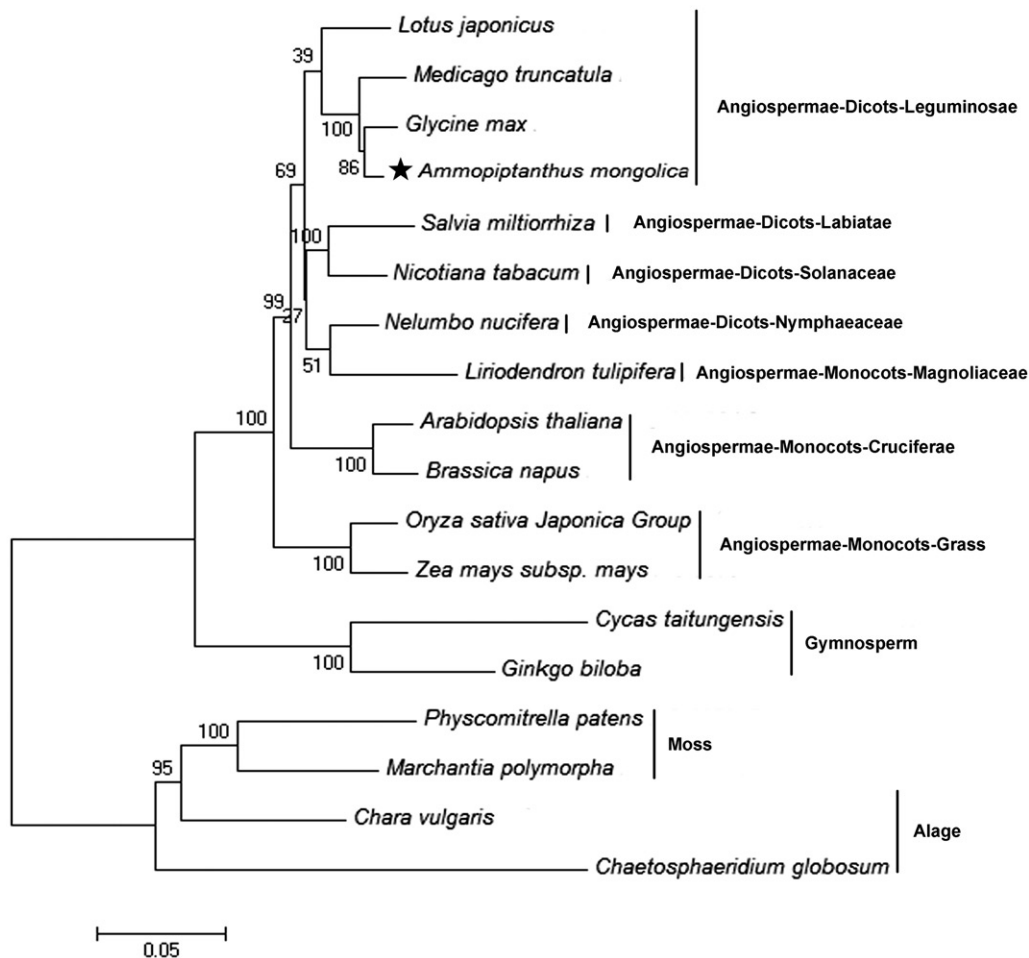 Lotus japonicus
39
Medicago truncatula
Angiospermae-Dicots-Leguminosae
100
Glycine max
86
★ Ammopiptanthus mongolica
69
Salvia miltiorrhiza | Angiospermae-Dicots-Labiatae
100
Nicotiana tabacum | Angiospermae-Dicots-Solanaceae
99
27
Nelumbo nucifera | Angiospermae-Dicots-Nymphaeaceae
51
Liriodendron tulipifera | Angiospermae-Monocots-Magnoliaceae
100
Arabidopsis thaliana
Angiospermae-Monocots-Cruciferae
100
Brassica napus
Oryza sativa Japonica Group
Angiospermae-Monocots-Grass
100
Zea mays subsp. mays
Cycas taitungensis
Gymnosperm
100
Ginkgo biloba
Physcomitrella patens
100
Moss
95
Marchantia polymorpha
Chara vulgaris
Alage
Chaetosphaeridium globosum
0.05